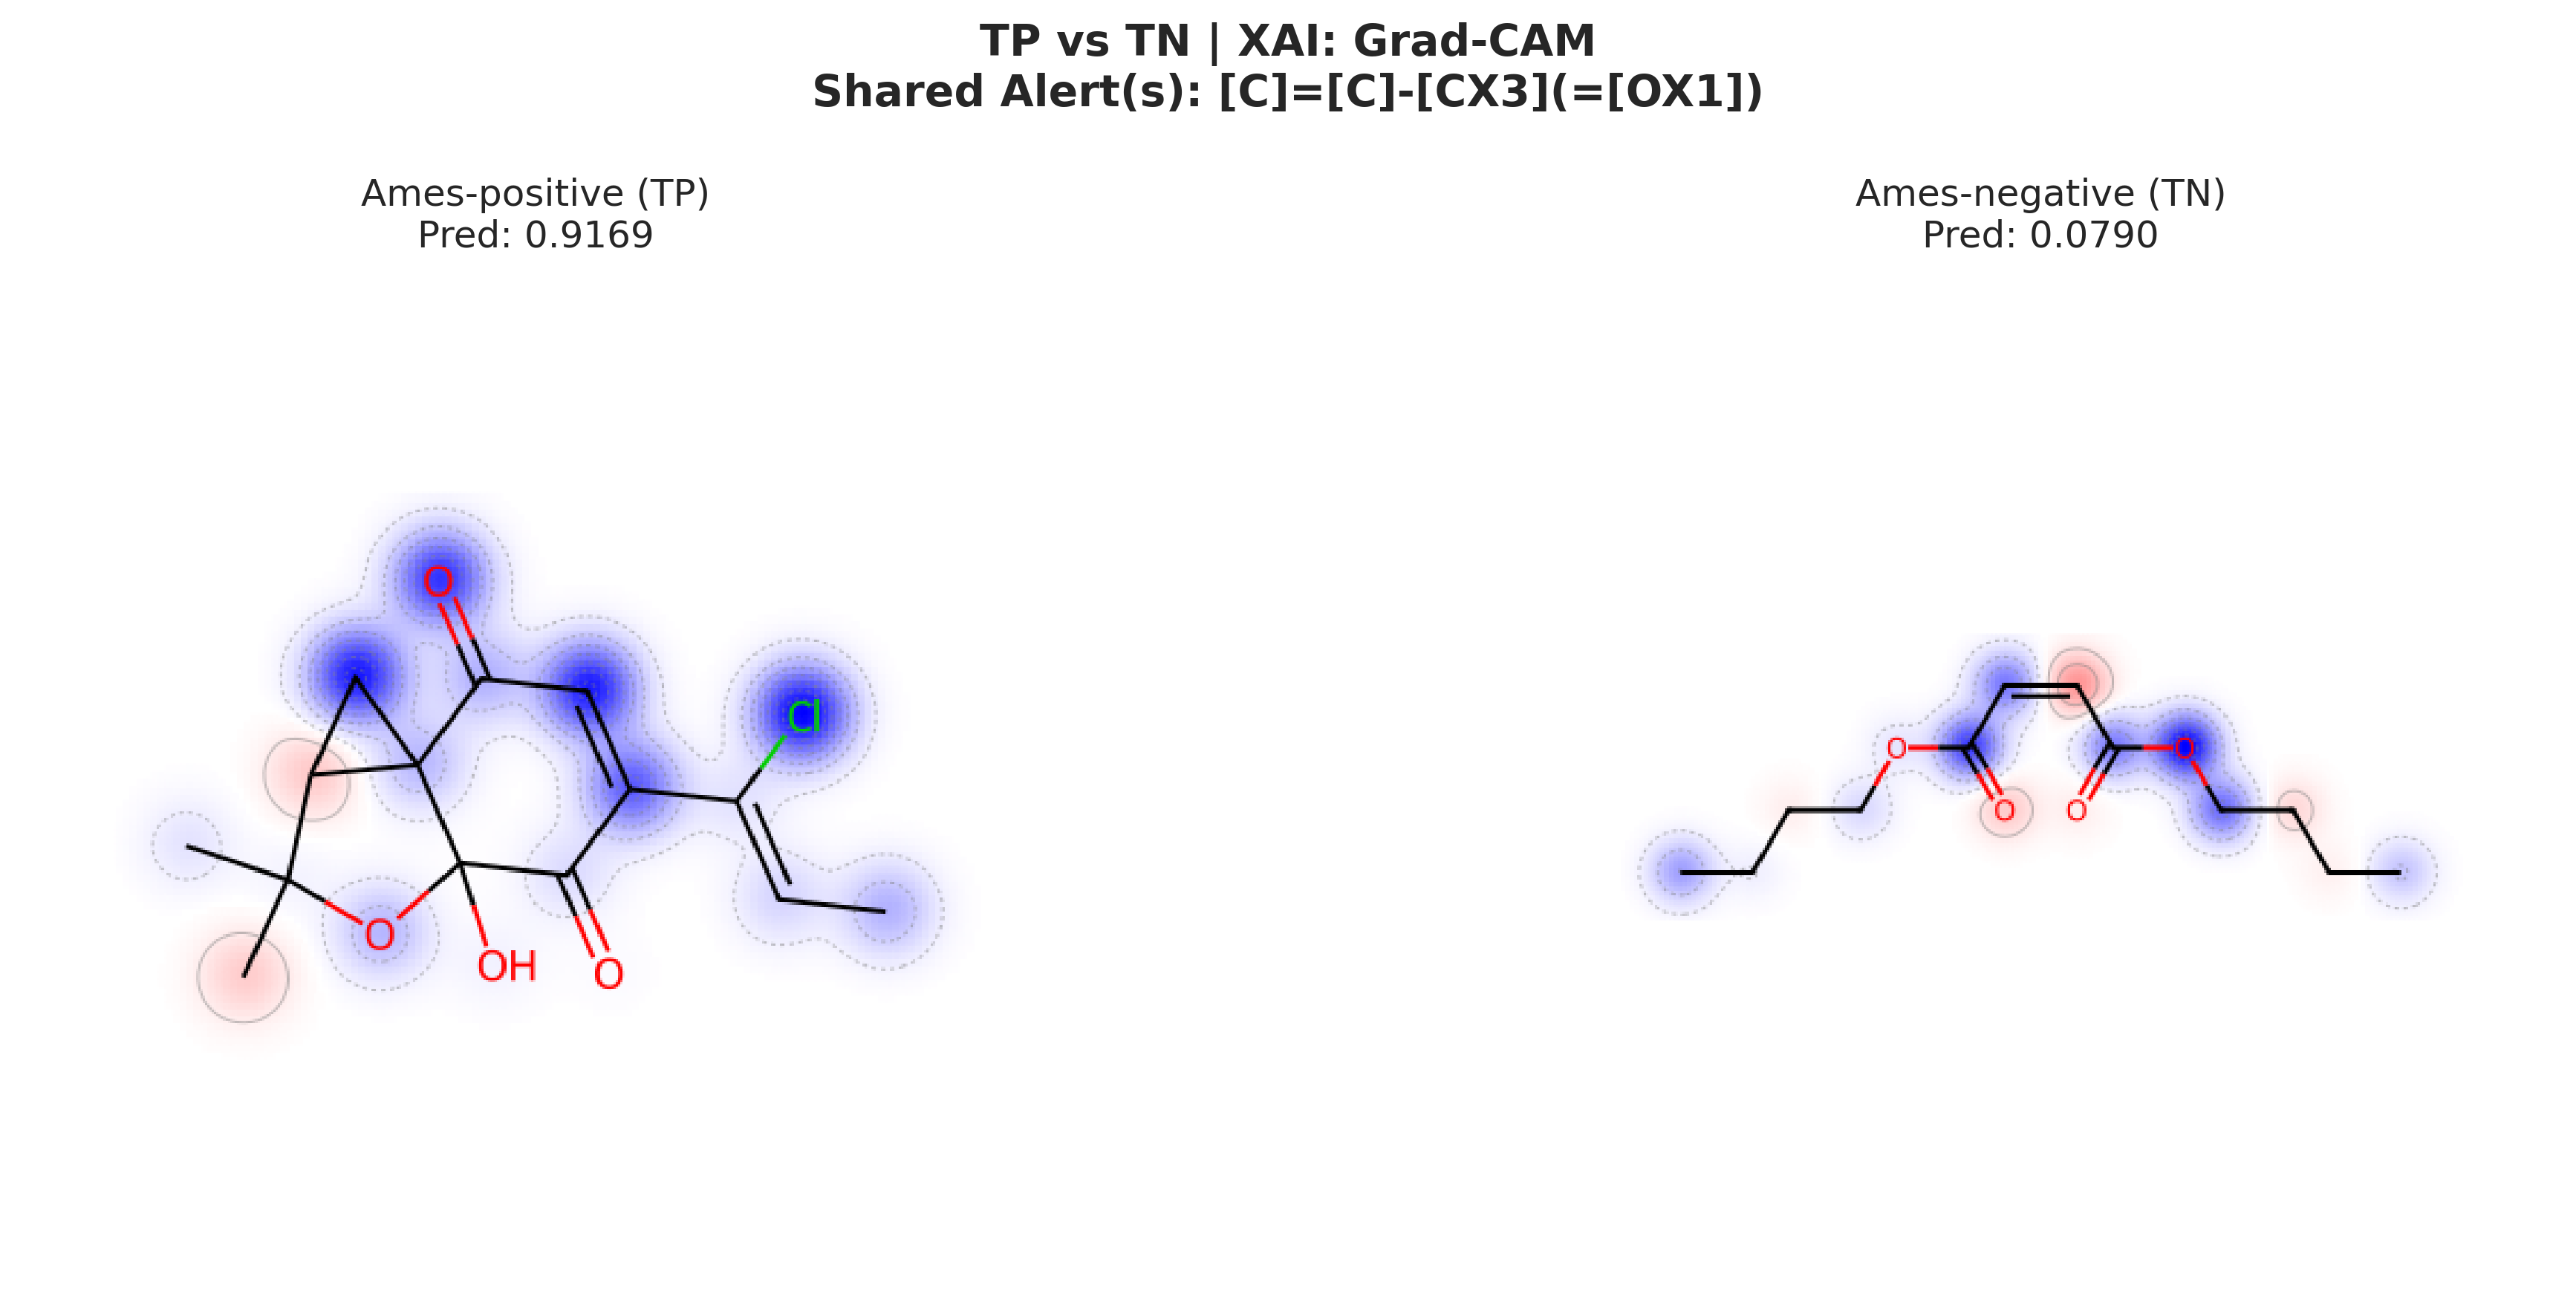 TP vs TN | XAI: Grad-CAM
Shared Alert(s): [C]=[C]-[CX3](=[OX1])
Ames-positive (TP)
Pred: 0.9169
Ames-negative (TN)
Pred: 0.0790
O
Cl
O
OH
O
O
O
O
O